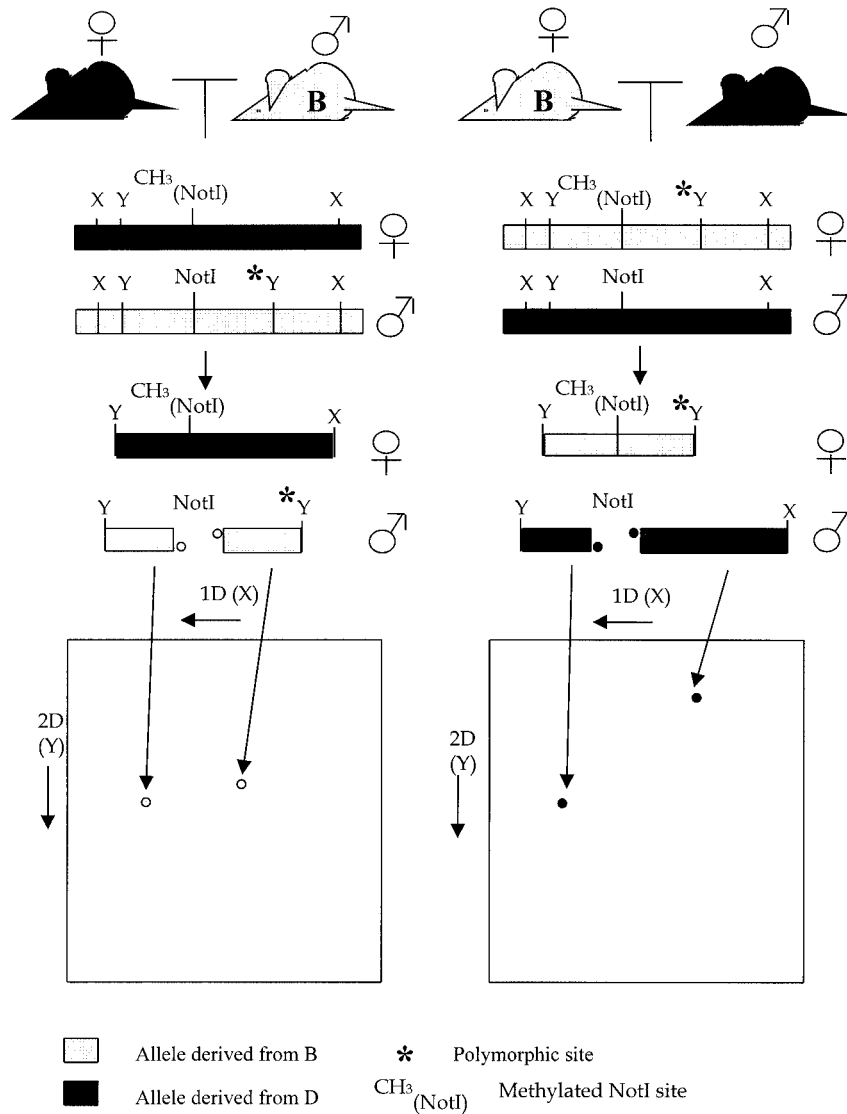 ♀ ♂ ♀ ♂
B B
CH3
X Y (NotI) X ♀
NotI *
X Y Y X ♂
CH3 *
X Y (NotI) Y X ♀
NotI
X Y X ♂
CH3
Y (NotI) X ♀
NotI *
Y Y ♂
CH3 *
Y (NotI) Y ♀
NotI
Y X ♂
1D (X)
1D (X)
2D
(Y)
2D
(Y)
Allele derived from B * Polymorphic site
Allele derived from D CH3 (NotI) Methylated NotI site